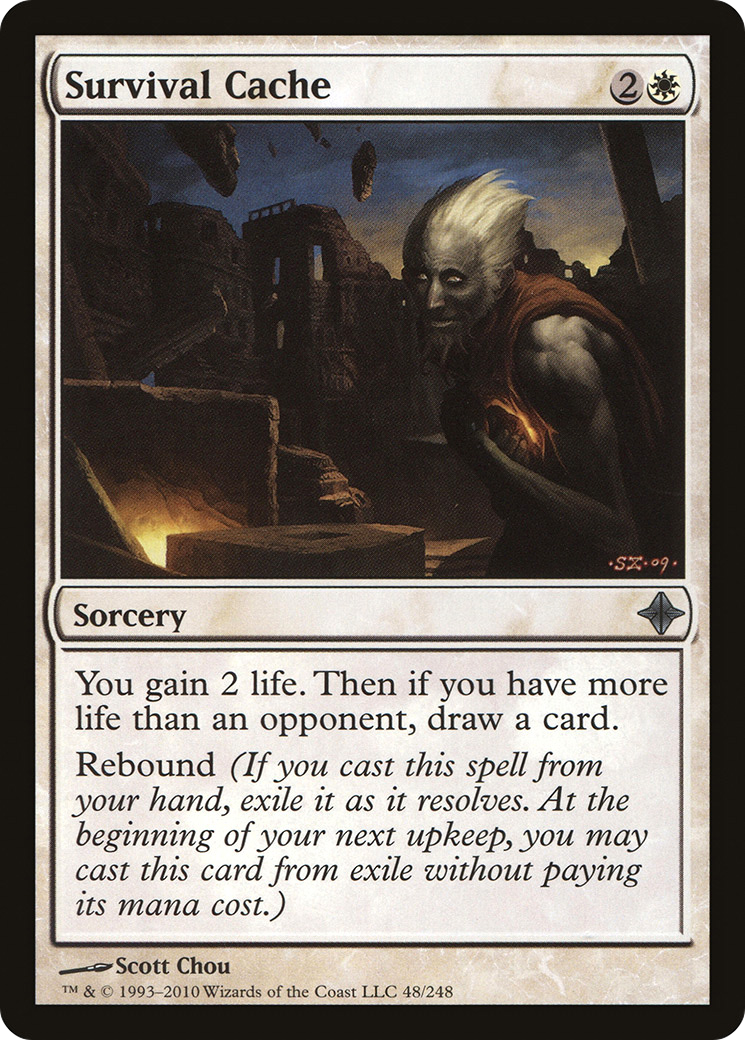 Survival Cache 2
·SZ·09·
Sorcery
You gain 2 life. Then if you have more
life than an opponent, draw a card.
Rebound (If you cast this spell from
your hand, exile it as it resolves. At the
beginning of your next upkeep, you may
cast this card from exile without paying
its mana cost.)
Scott Chou
™ & © 1993–2010 Wizards of the Coast LLC 48/248